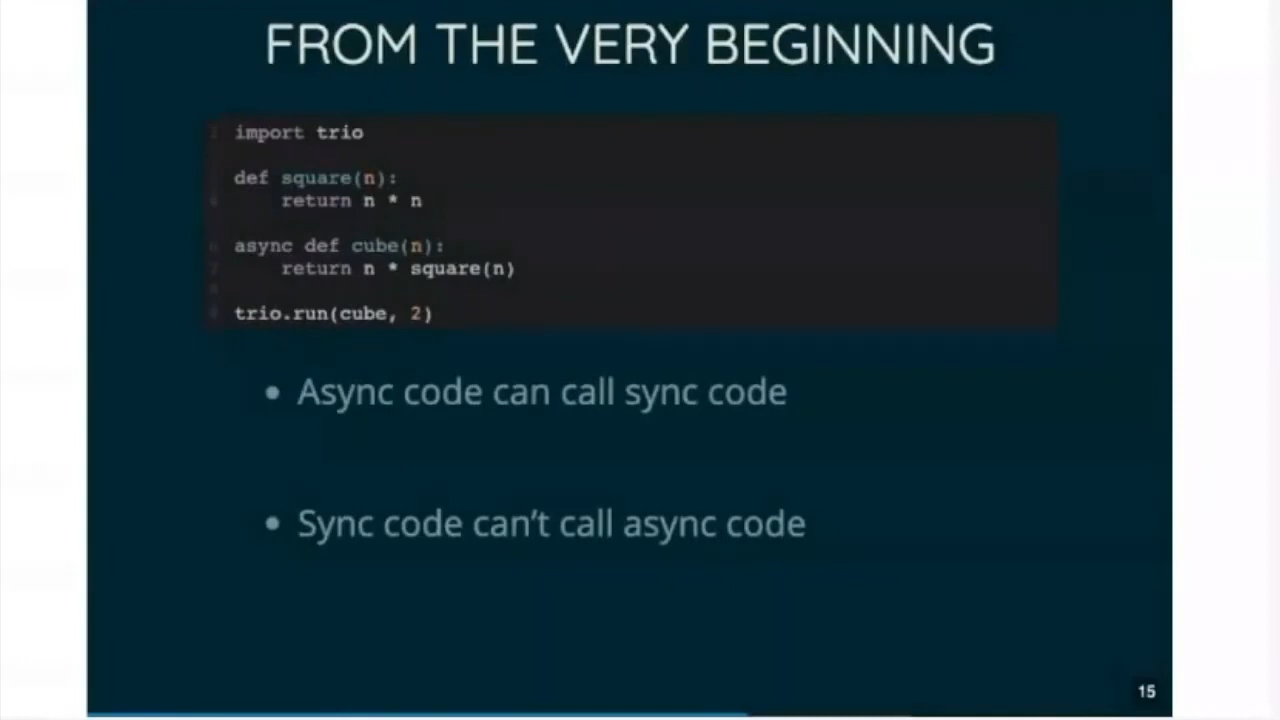 FROM THE VERY BEGINNING
import trio
def square(n):
    return n * n
async def cube(n):
    return n * square(n)
trio.run(cube, 2)
• Async code can call sync code
• Sync code can't call async code
15